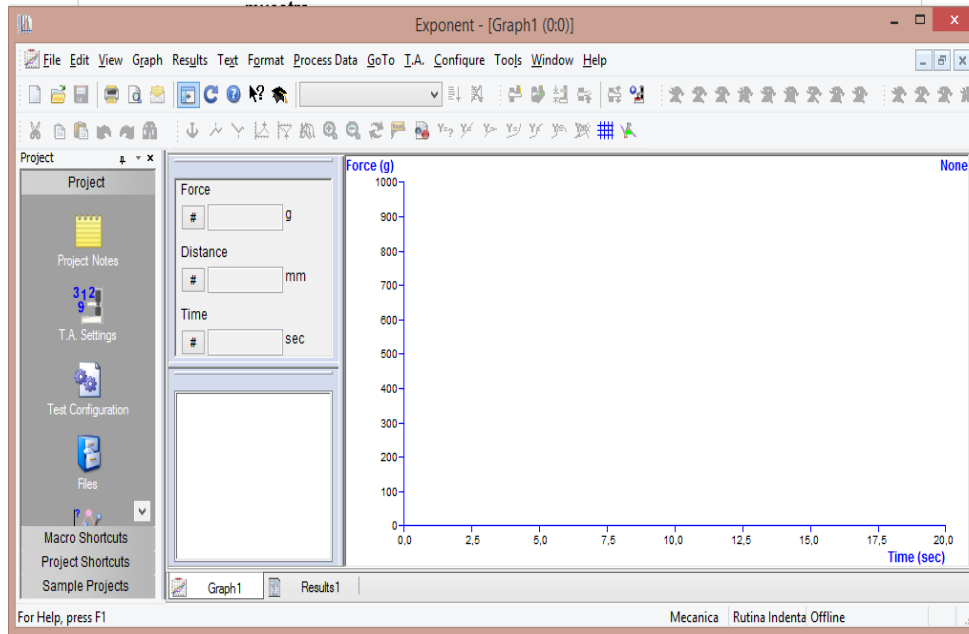 Exponent - [Graph1 (0:0)]
File Edit View Graph Results Text Format Process Data GoTo T.A. Configure Tools Window Help
Project
Project
Project Notes
T.A. Settings
Test Configuration
Files
Macro Shortcuts
Project Shortcuts
Sample Projects
Force
# g
Distance
# mm
Time
# sec
Force (g)
None
1000
900
800
700
600
500
400
300
200
100
0
0,0 2,5 5,0 7,5 10,0 12,5 15,0 17,5 20,0
Time (sec)
Graph1 Results1
For Help, press F1
Mecanica Rutina Indenta Offline